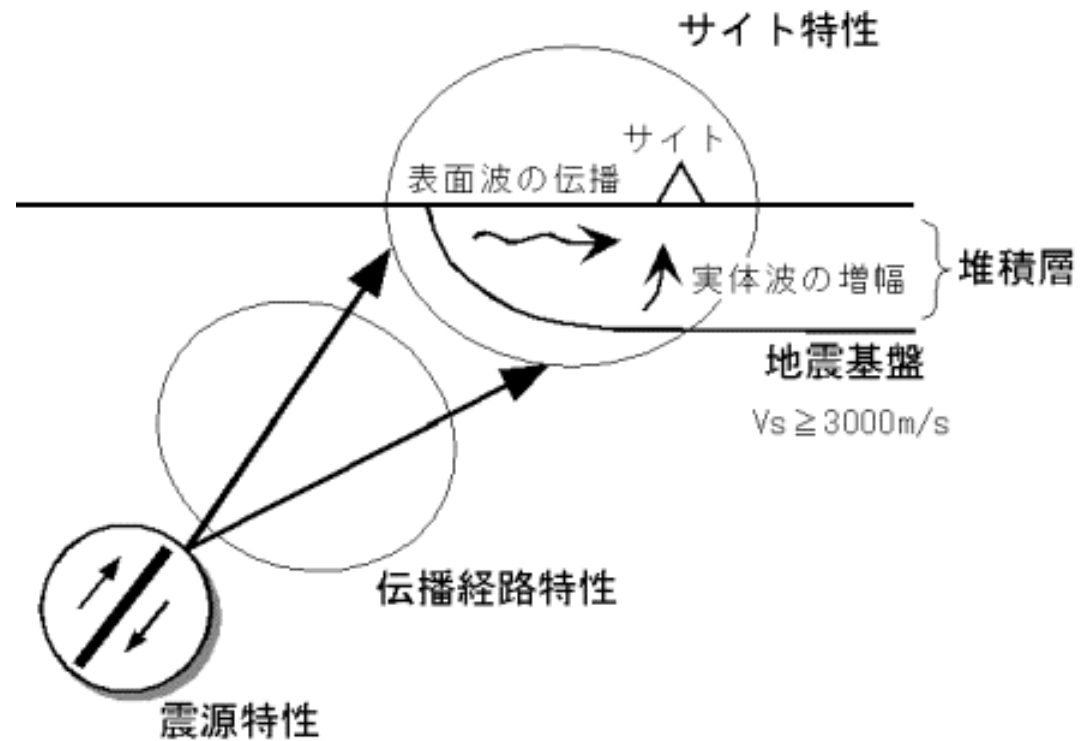 サイト特性
サイト
表面波の伝播
実体波の増幅
堆積層
地震基盤
Vs≧3000m/s
伝播経路特性
震源特性